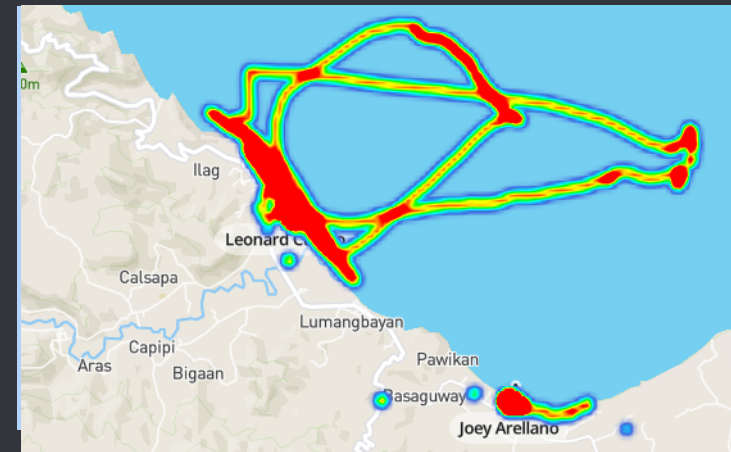 0m
Ilag
Leonard C
Calsapa
Lumangbayan
Capipi
Aras
Bigaan
Pawikan
Basaguway
Joey Arellano